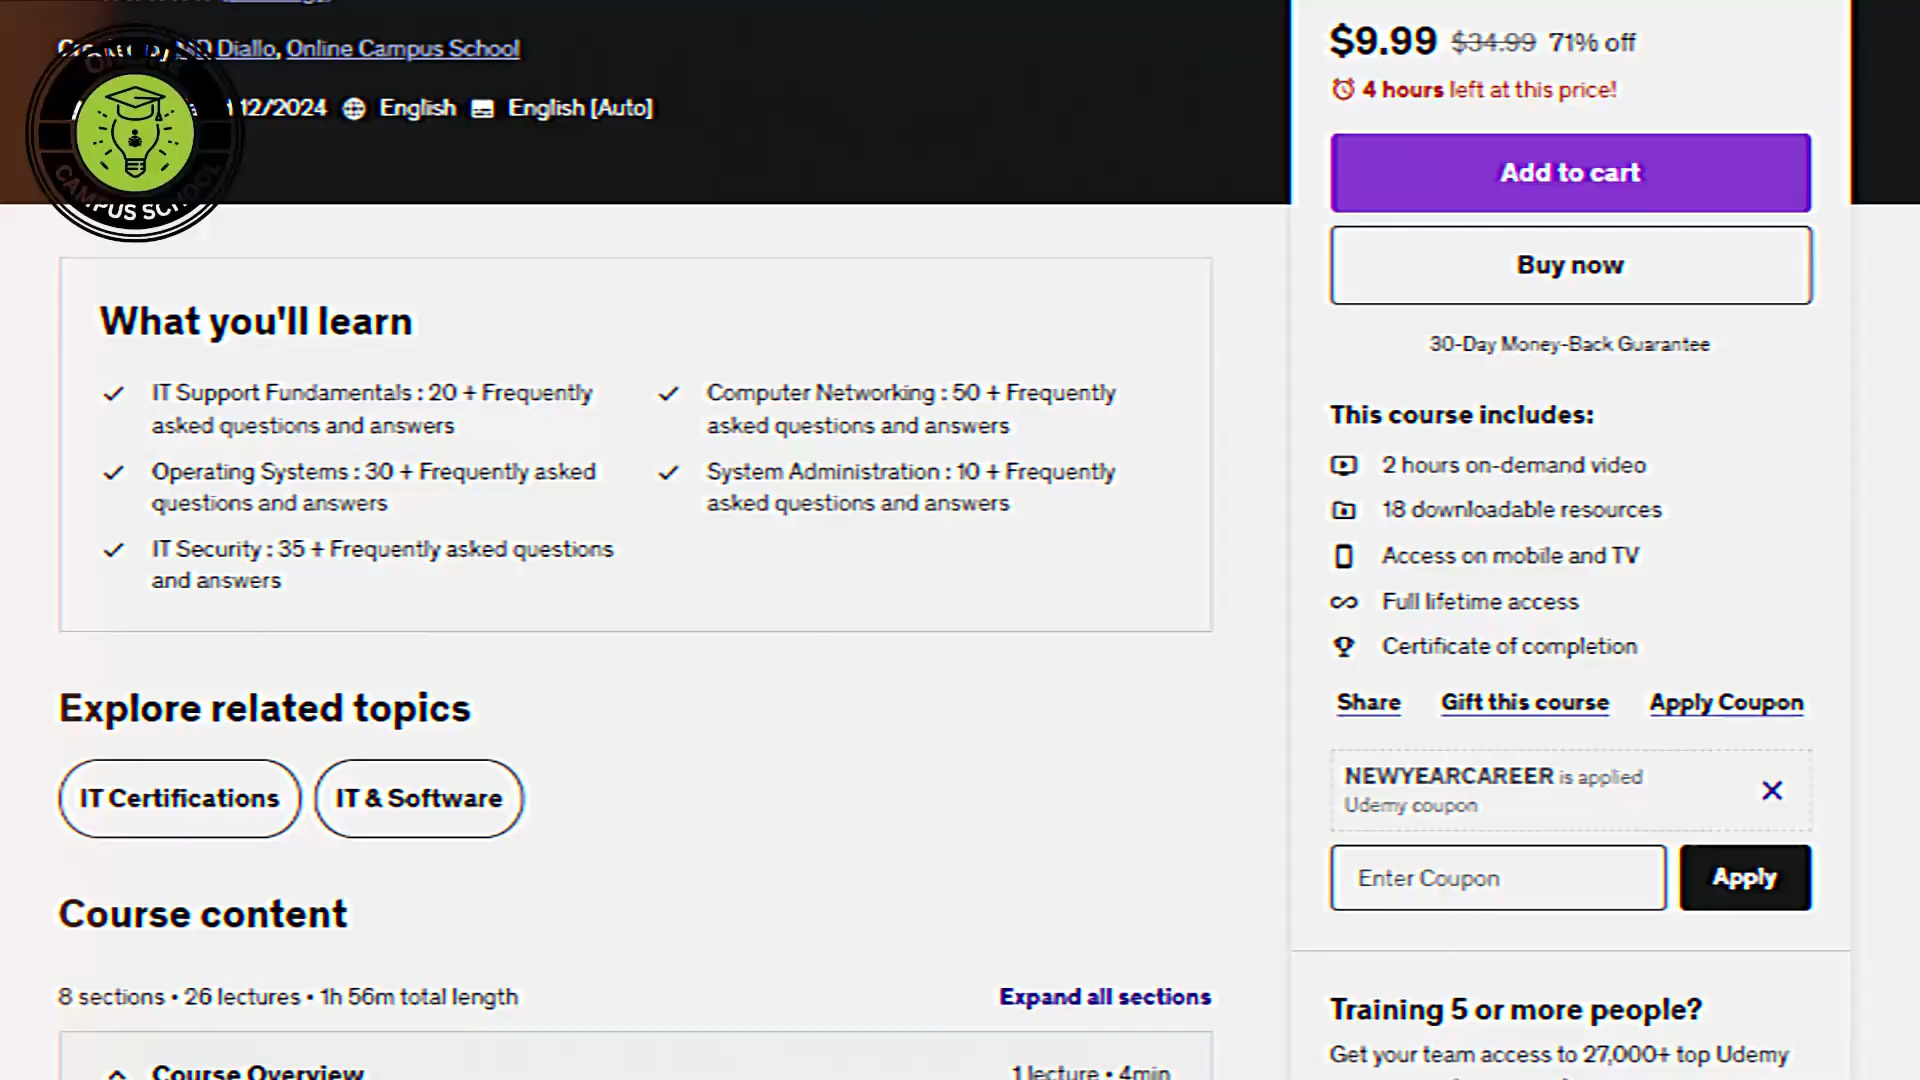 Diallo, Online Campus School
12/2024 English English [Auto]
ONLINE
CAMPUS SCHOOL
$9.99 $34.99 71% off
4 hours left at this price!
Add to cart
Buy now
30-Day Money-Back Guarantee
What you'll learn
IT Support Fundamentals : 20 + Frequently
asked questions and answers
Operating Systems : 30 + Frequently asked
questions and answers
IT Security : 35 + Frequently asked questions
and answers
Computer Networking : 50 + Frequently
asked questions and answers
System Administration : 10 + Frequently
asked questions and answers
This course includes:
2 hours on-demand video
18 downloadable resources
Access on mobile and TV
Full lifetime access
Certificate of completion
Share Gift this course Apply Coupon
NEWYEARCAREER is applied
Udemy coupon
Enter Coupon Apply
Explore related topics
IT Certifications IT & Software
Course content
8 sections • 26 lectures • 1h 56m total length
Expand all sections
Course Overview 1 lecture • 4min
Training 5 or more people?
Get your team access to 27,000+ top Udemy